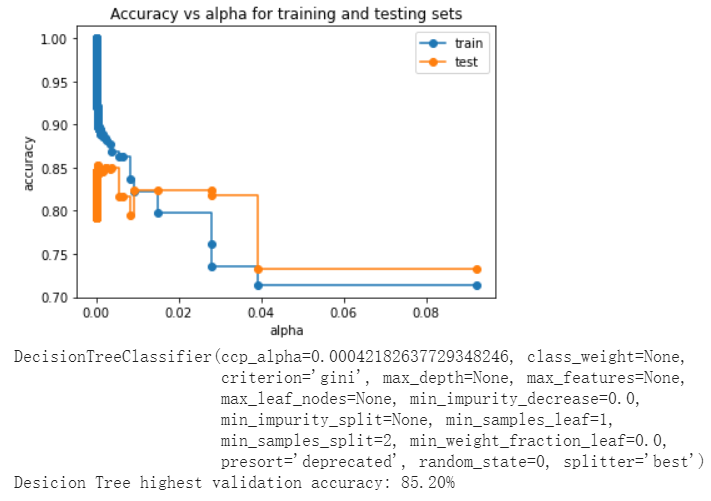 Accuracy vs alpha for training and testing sets
1.00
0.95
0.90
0.85
0.80
0.75
0.70
accuracy
train
test
0.00 0.02 0.04 0.06 0.08
alpha
DecisionTreeClassifier(ccp_alpha=0.00042182637729348246, class_weight=None,
criterion='gini', max_depth=None, max_features=None,
max_leaf_nodes=None, min_impurity_decrease=0.0,
min_impurity_split=None, min_samples_leaf=1,
min_samples_split=2, min_weight_fraction_leaf=0.0,
presort='deprecated', random_state=0, splitter='best')
Desicion Tree highest validation accuracy: 85.20%